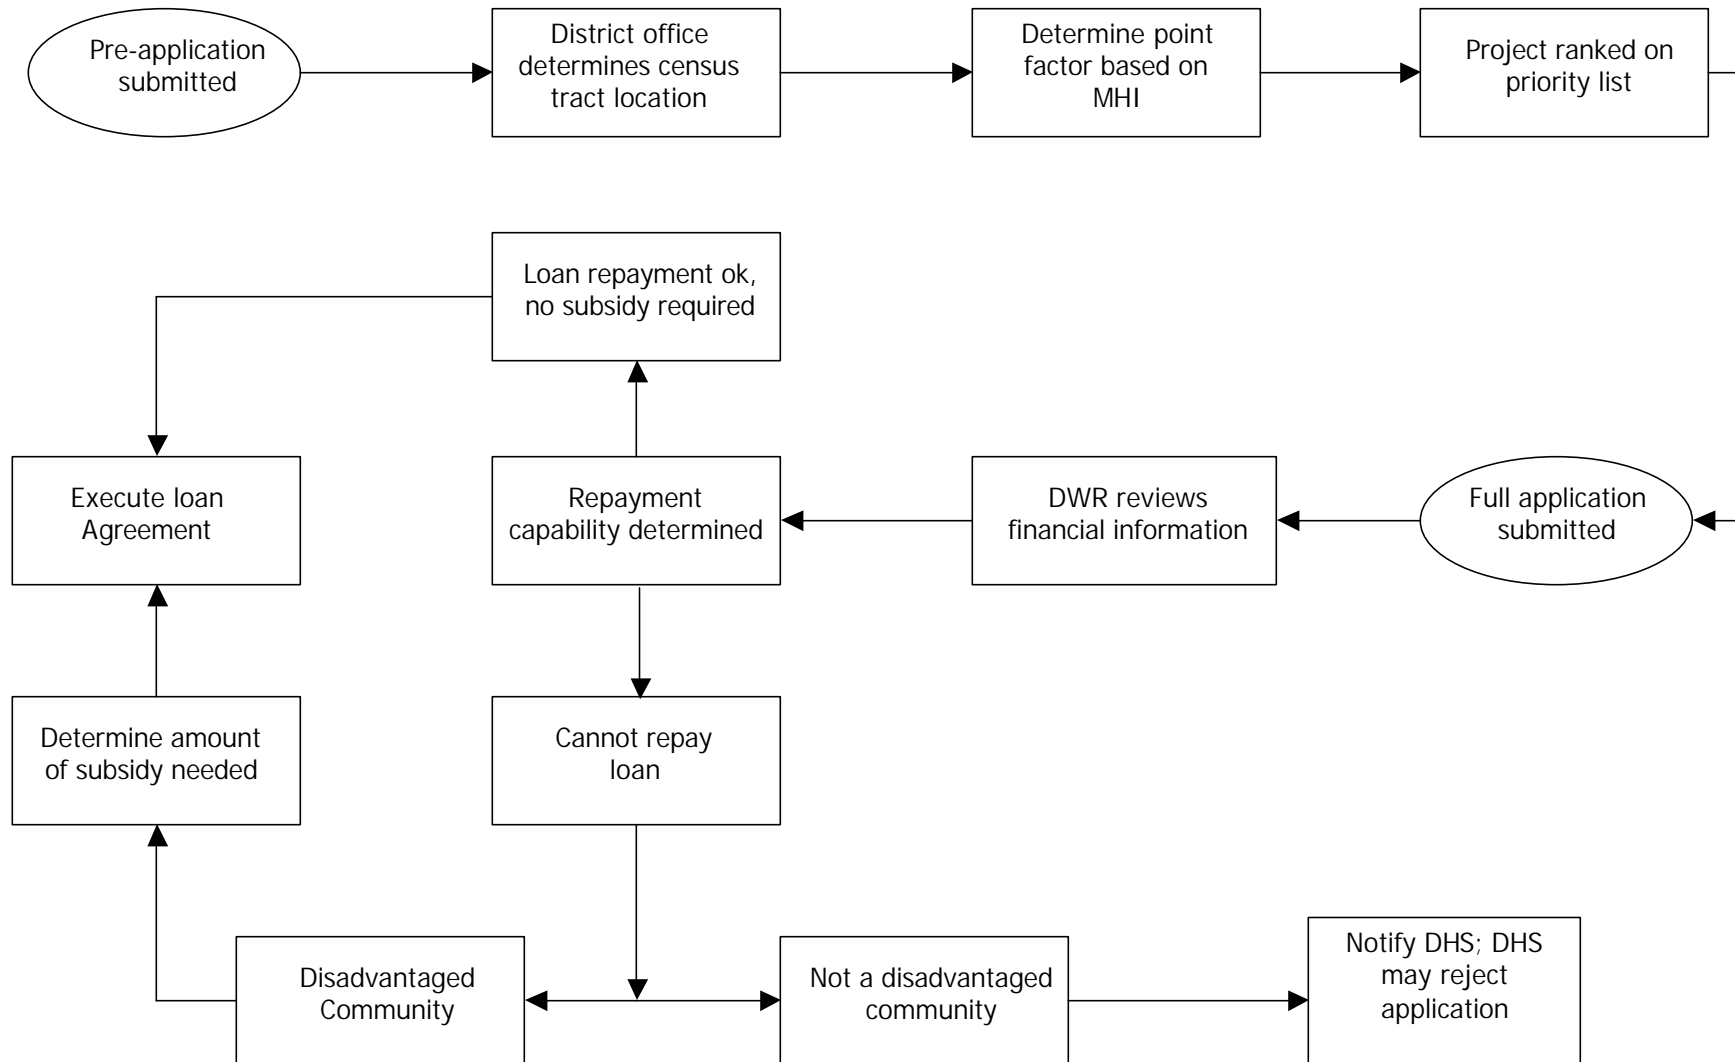 Pre-application
submitted
District office
determines census
tract location
Determine point
factor based on
MHI
Project ranked on
priority list
Loan repayment ok,
no subsidy required
Execute loan
Agreement
Repayment
capability determined
DWR reviews
financial information
Full application
submitted
Determine amount
of subsidy needed
Cannot repay
loan
Disadvantaged
Community
Not a disadvantaged
community
Notify DHS; DHS
may reject
application